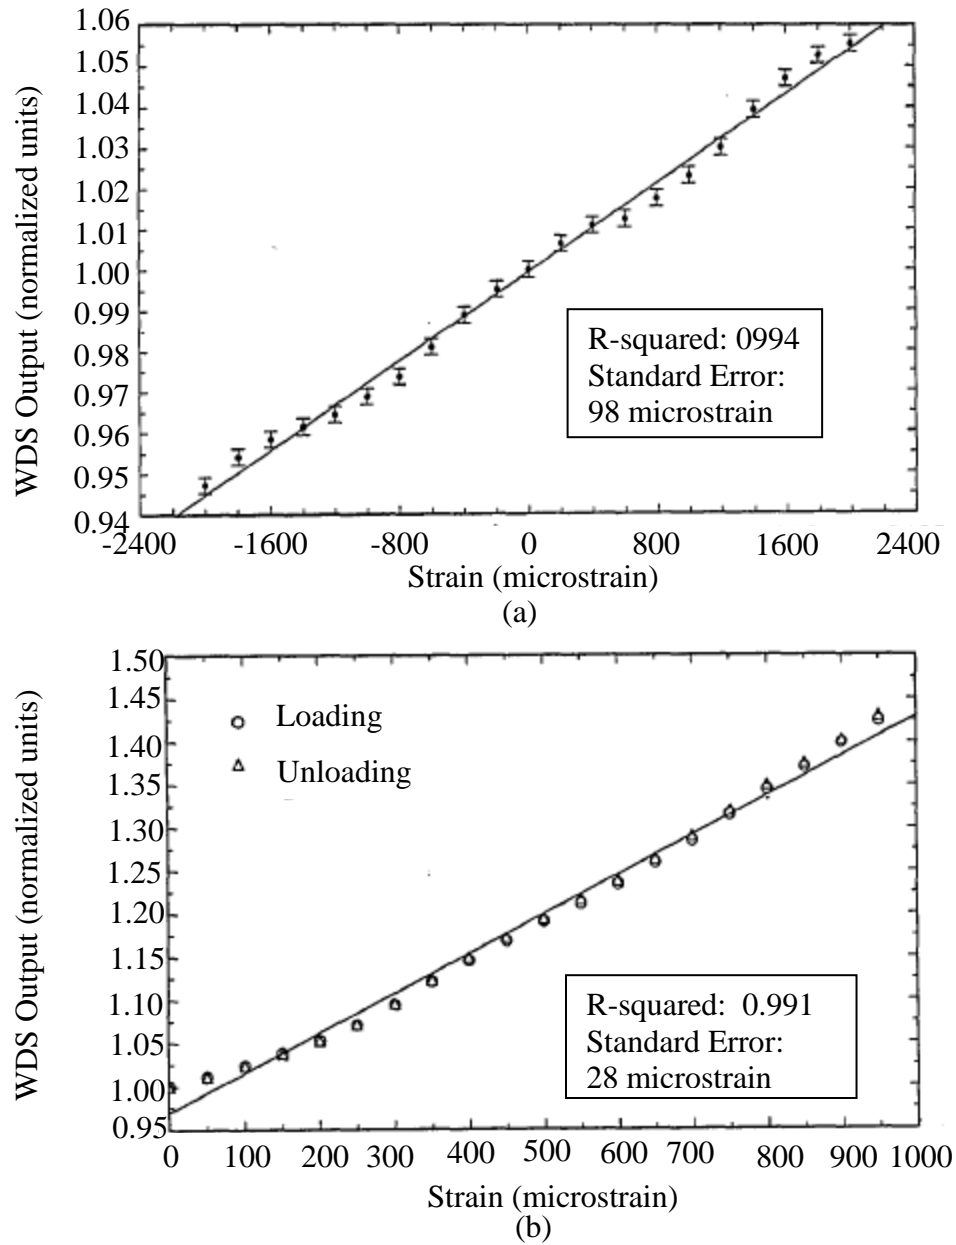 1.06
1.05
1.04
1.03
1.02
1.01
1.00
0.99
0.98
0.97
0.96
0.95
0.94
WDS Output (normalized units)
R-squared: 0994
Standard Error:
98 microstrain
-2400 -1600 -800 0 800 1600 2400
Strain (microstrain)
(a)
1.50
1.45
1.40
1.35
1.30
1.25
1.20
1.15
1.10
1.05
1.00
0.95
WDS Output (normalized units)
Loading
Unloading
R-squared: 0.991
Standard Error:
28 microstrain
0 100 200 300 400 500 600 700 800 900 1000
Strain (microstrain)
(b)